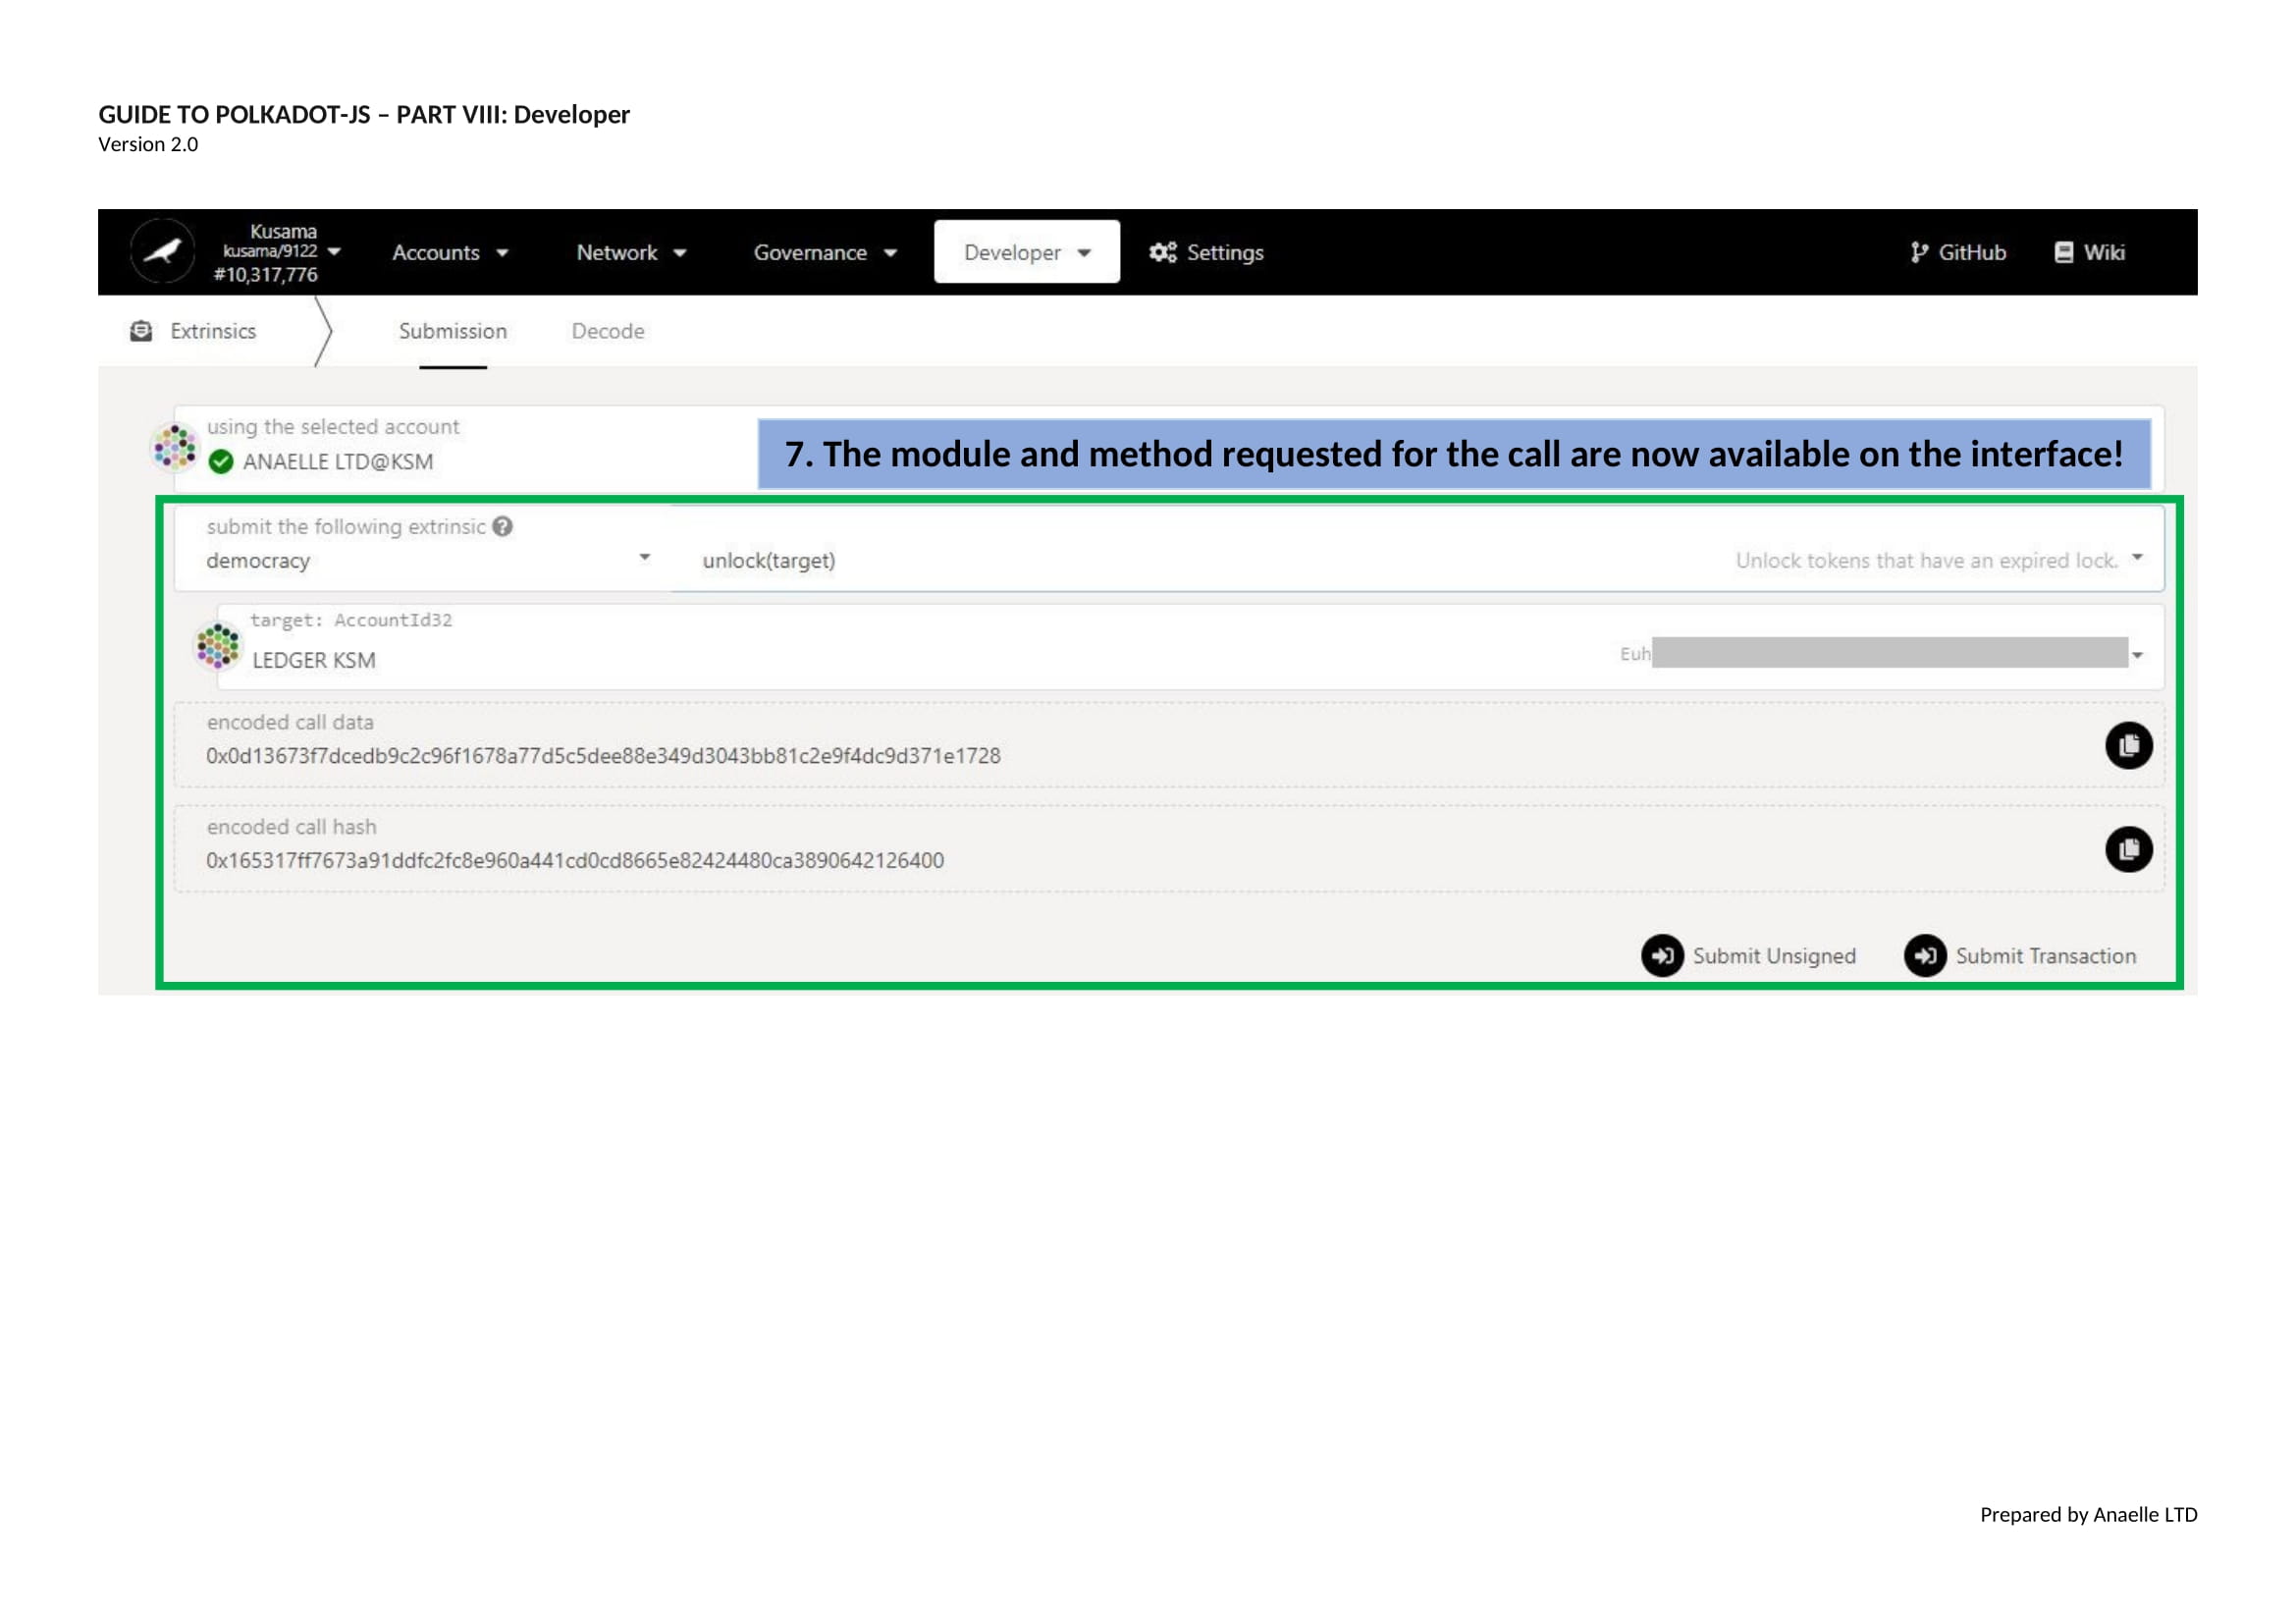 GUIDE TO POLKADOT-JS – PART VIII: Developer
Version 2.0
Kusama
kusama/9122
#10,317,776
Accounts
Network
Governance
Developer
Settings
GitHub
Wiki
Extrinsics
Submission
Decode
using the selected account
ANAELLE LTD@KSM
7. The module and method requested for the call are now available on the interface!
submit the following extrinsic
democracy
unlock(target)
Unlock tokens that have an expired lock.
target: AccountId32
LEDGER KSM
Euh
encoded call data
0x0d13673f7dcedb9c2c96f1678a77d5c5dee88e349d3043bb81c2e9f4dc9d371e1728
encoded call hash
0x165317ff7673a91ddfc2fc8e960a441cd0cd8665e82424480ca3890642126400
Submit Unsigned
Submit Transaction
Prepared by Anaelle LTD